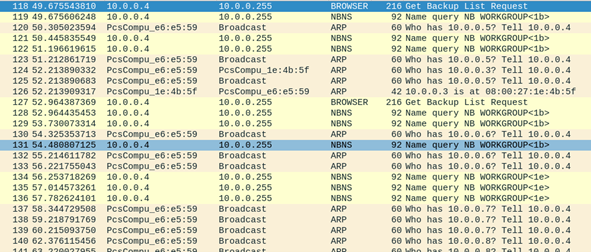 118 49.675543810 10.0.0.4 10.0.0.255 BROWSER 216 Get Backup List Request
119 49.675606248 10.0.0.4 10.0.0.255 NBNS 92 Name query NB WORKGROUP<1b>
120 50.305023594 PcsCompu_e6:e5:59 Broadcast ARP 60 Who has 10.0.0.5? Tell 10.0.0.4
121 50.445835549 10.0.0.4 10.0.0.255 NBNS 92 Name query NB WORKGROUP<1b>
122 51.196619615 10.0.0.4 10.0.0.255 NBNS 92 Name query NB WORKGROUP<1b>
123 51.212861719 PcsCompu_e6:e5:59 Broadcast ARP 60 Who has 10.0.0.5? Tell 10.0.0.4
124 52.213890332 PcsCompu_e6:e5:59 PcsCompu_1e:4b:5f ARP 60 Who has 10.0.0.3? Tell 10.0.0.4
125 52.213890683 PcsCompu_e6:e5:59 Broadcast ARP 60 Who has 10.0.0.5? Tell 10.0.0.4
126 52.213909317 PcsCompu_1e:4b:5f PcsCompu_e6:e5:59 ARP 42 10.0.0.3 is at 08:00:27:1e:4b:5f
127 52.964387369 10.0.0.4 10.0.0.255 BROWSER 216 Get Backup List Request
128 52.964435453 10.0.0.4 10.0.0.255 NBNS 92 Name query NB WORKGROUP<1b>
129 53.730073314 10.0.0.4 10.0.0.255 NBNS 92 Name query NB WORKGROUP<1b>
130 54.325353713 PcsCompu_e6:e5:59 Broadcast ARP 60 Who has 10.0.0.6? Tell 10.0.0.4
131 54.480807125 10.0.0.4 10.0.0.255 NBNS 92 Name query NB WORKGROUP<1b>
132 55.214611782 PcsCompu_e6:e5:59 Broadcast ARP 60 Who has 10.0.0.6? Tell 10.0.0.4
133 56.221755043 PcsCompu_e6:e5:59 Broadcast ARP 60 Who has 10.0.0.6? Tell 10.0.0.4
134 56.253718269 10.0.0.4 10.0.0.255 NBNS 92 Name query NB WORKGROUP<1e>
135 57.014573261 10.0.0.4 10.0.0.255 NBNS 92 Name query NB WORKGROUP<1e>
136 57.782624101 10.0.0.4 10.0.0.255 NBNS 92 Name query NB WORKGROUP<1e>
137 58.344729508 PcsCompu_e6:e5:59 Broadcast ARP 60 Who has 10.0.0.7? Tell 10.0.0.4
138 59.218791769 PcsCompu_e6:e5:59 Broadcast ARP 60 Who has 10.0.0.7? Tell 10.0.0.4
139 60.215093750 PcsCompu_e6:e5:59 Broadcast ARP 60 Who has 10.0.0.7? Tell 10.0.0.4
140 62.376115456 PcsCompu_e6:e5:59 Broadcast ARP 60 Who has 10.0.0.8? Tell 10.0.0.4
PcsCompu_e6:e5:59 Broadcast ARP 60 Who has 10.0.0.8? Tell 10.0.0.4